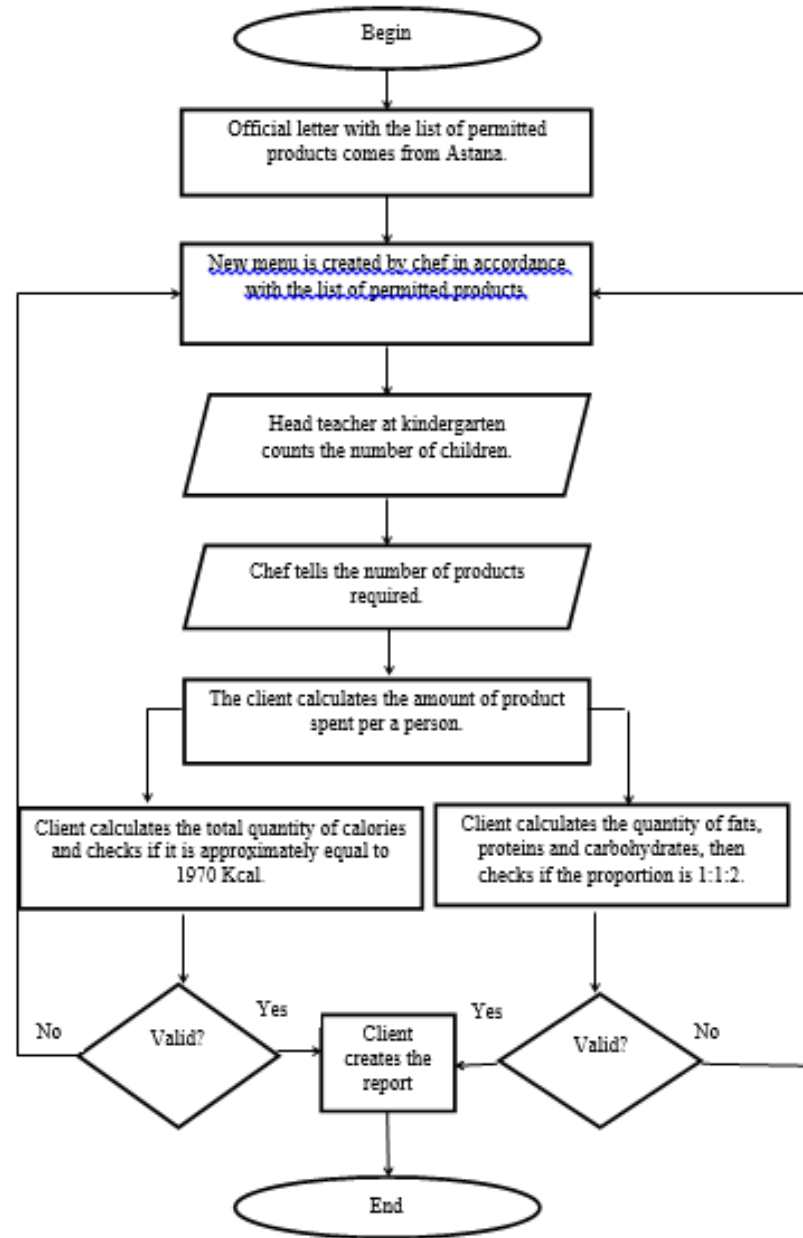 Begin
Official letter with the list of permitted
products comes from Astana.
New menu is created by chef in accordance
with the list of permitted products
Head teacher at kindergarten
counts the number of children.
Chef tells the number of products
required.
The client calculates the amount of product
spent per a person.
Client calculates the total quantity of calories
and checks if it is approximately equal to
1970 Kcal.
Client calculates the quantity of fats,
proteins and carbohydrates, then
checks if the proportion is 1:1:2.
No
Valid?
Yes
Client
creates the
report
Yes
Valid?
No
End